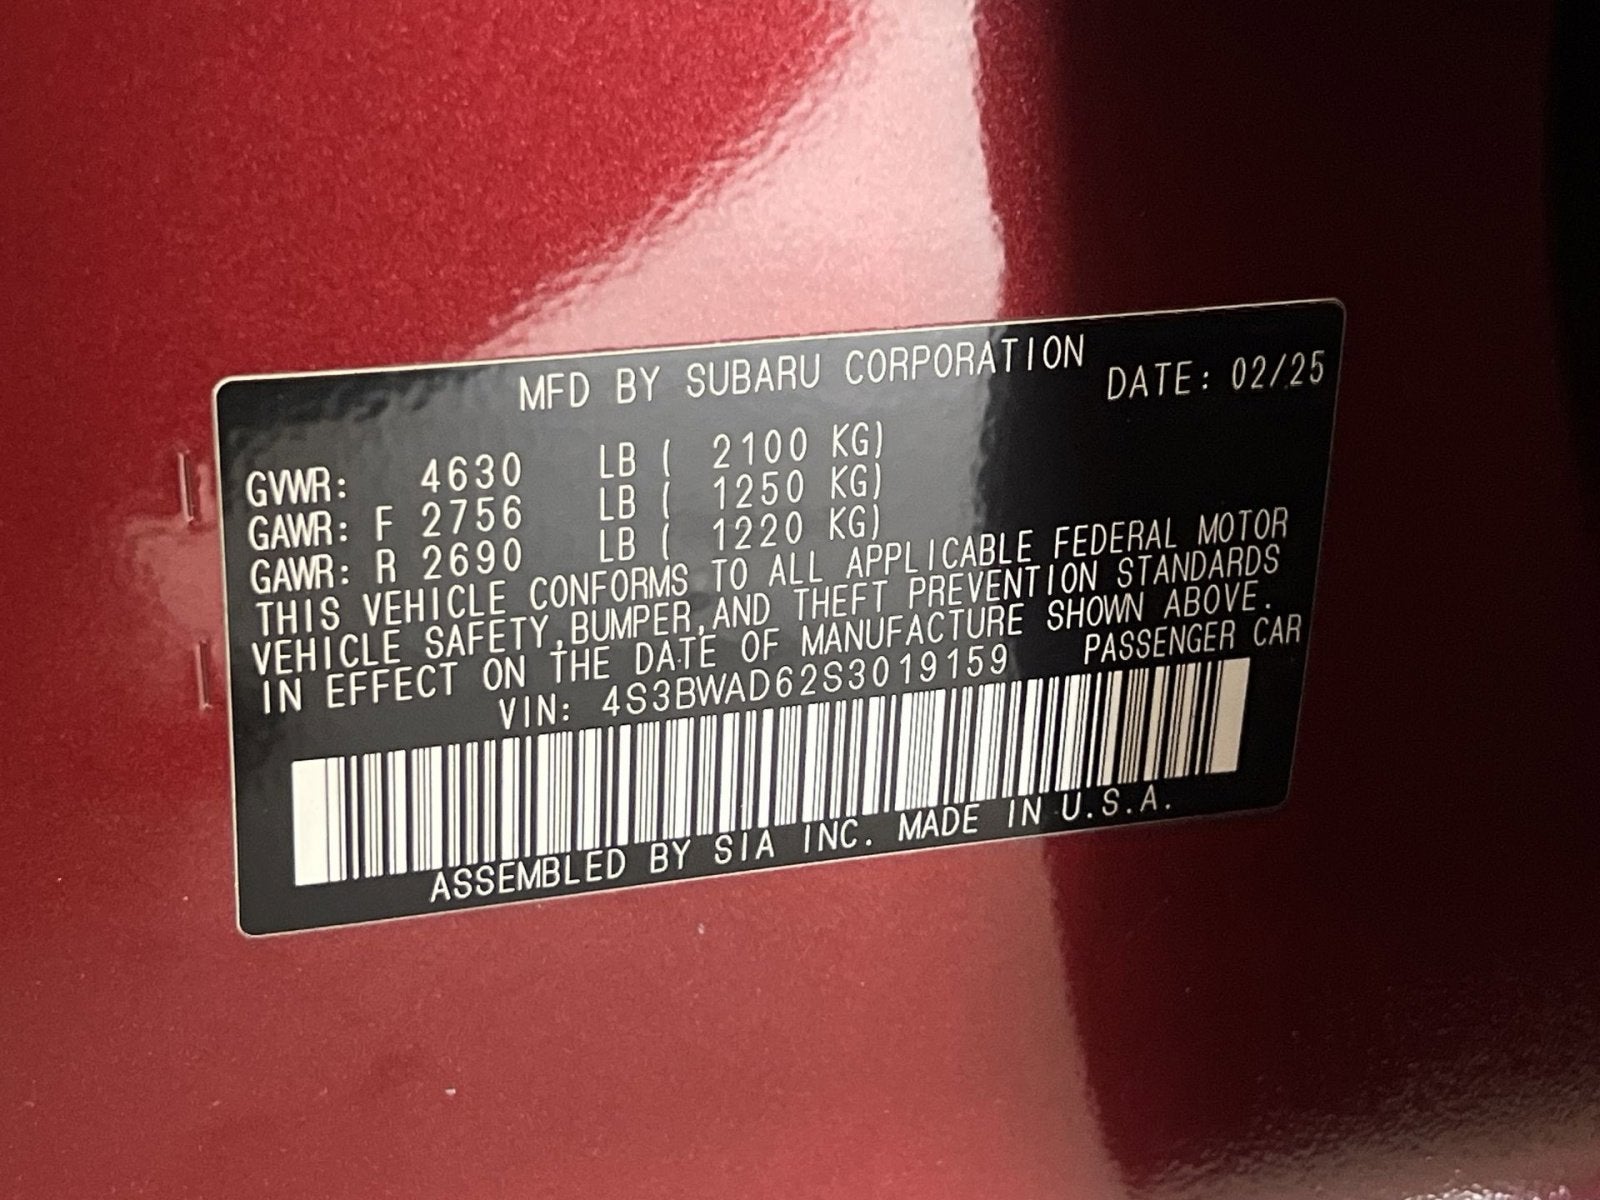 MFD BY SUBARU CORPORATION DATE: 02/25
GVWR: 4630 LB ( 2100 KG)
GAWR: F 2756 LB ( 1250 KG)
GAWR: R 2690 LB ( 1220 KG)
THIS VEHICLE CONFORMS TO ALL APPLICABLE FEDERAL MOTOR
VEHICLE SAFETY,BUMPER,AND THEFT PREVENTION STANDARDS
IN EFFECT ON THE DATE OF MANUFACTURE SHOWN ABOVE.
VIN: 4S3BWAD62S3019159 PASSENGER CAR
ASSEMBLED BY SIA INC. MADE IN U.S.A.